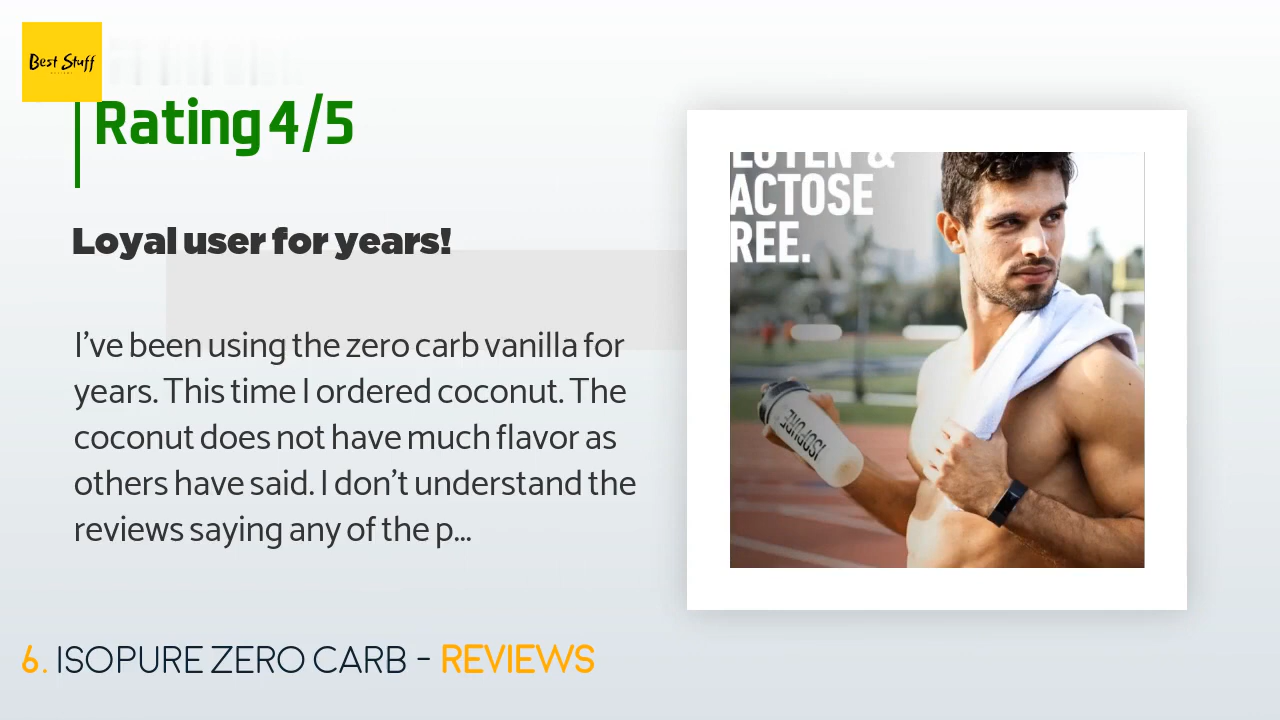 Best Stuff
Rating 4/5
Loyal user for years!
I've been using the zero carb vanilla for
years. This time I ordered coconut. The
coconut does not have much flavor as
others have said. I don't understand the
reviews saying any of the p...
ACTOSE
REE.
ISOPURE
6. ISOPURE ZERO CARB - REVIEWS